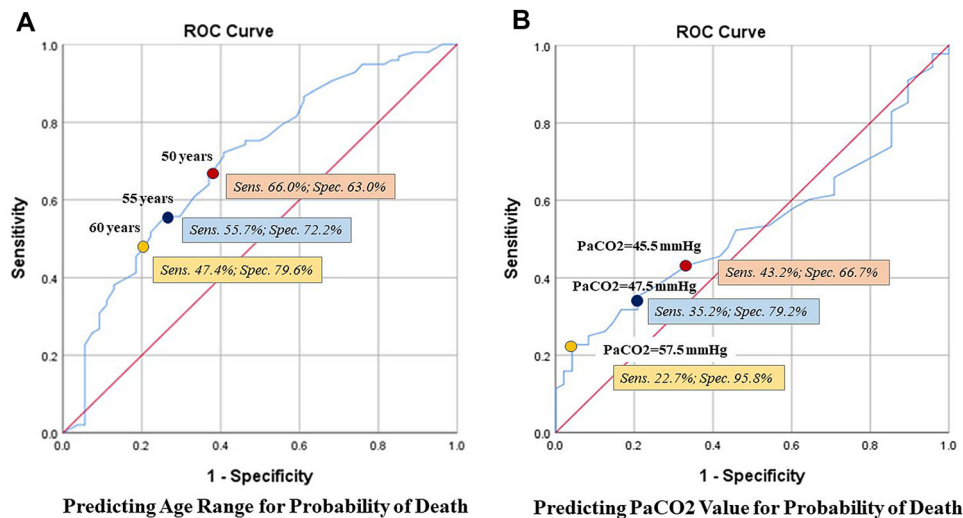 A
ROC Curve
1.0
0.8
0.6
0.4
0.2
0.0
Sensitivity
50 years
Sens. 66.0%; Spec. 63.0%
55 years
Sens. 55.7%; Spec. 72.2%
60 years
Sens. 47.4%; Spec. 79.6%
0.0 0.2 0.4 0.6 0.8 1.0
1 - Specificity
Predicting Age Range for Probability of Death
B
ROC Curve
1.0
0.8
0.6
0.4
0.2
0.0
Sensitivity
PaCO2=45.5 mmHg
Sens. 43.2%; Spec. 66.7%
PaCO2=47.5 mmHg
Sens. 35.2%; Spec. 79.2%
PaCO2=57.5 mmHg
Sens. 22.7%; Spec. 95.8%
0.0 0.2 0.4 0.6 0.8 1.0
1 - Specificity
Predicting PaCO2 Value for Probability of Death